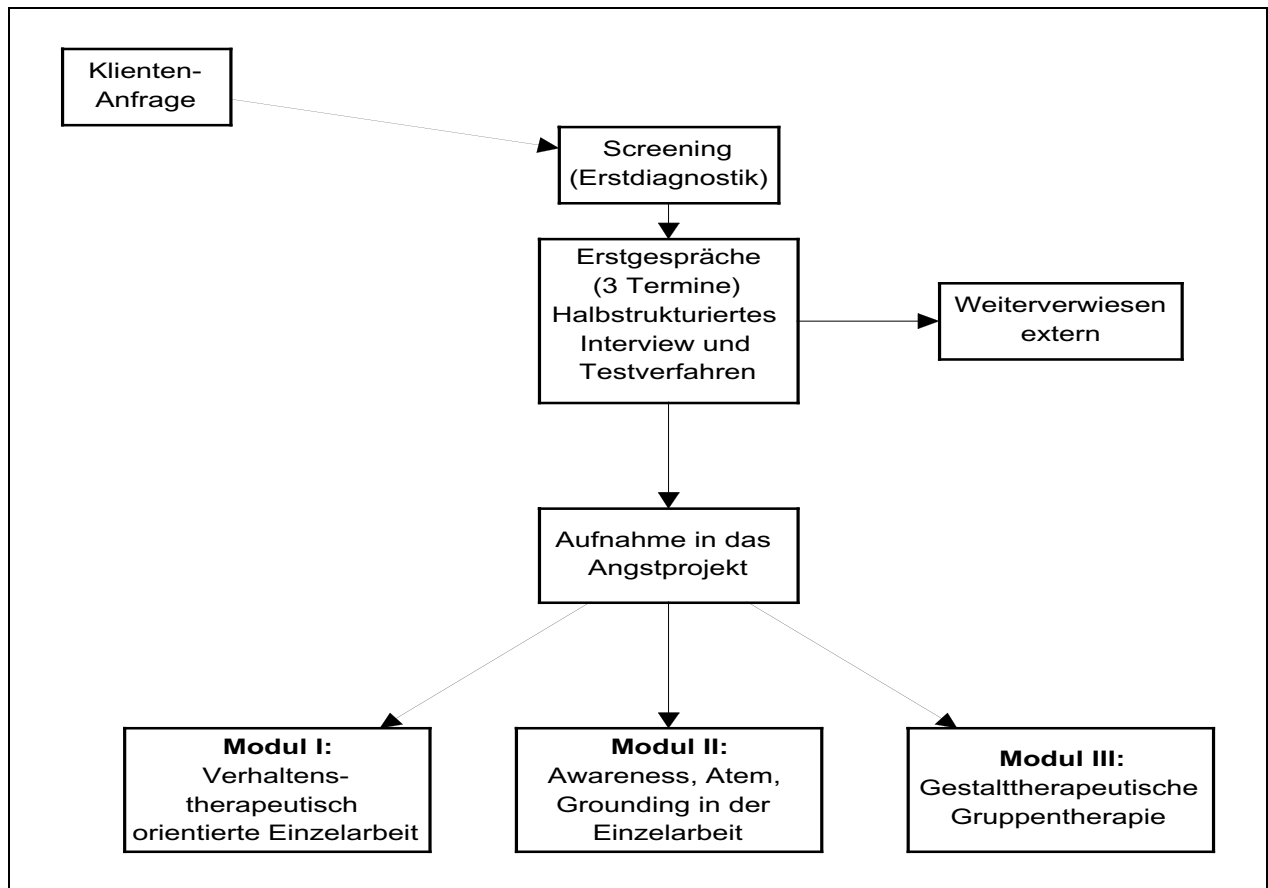 Klienten-
Anfrage
Screening
(Erstdiagnostik)
Erstgespräche
(3 Termine)
Halbstrukturiertes
Interview und
Testverfahren
Weiterverwiesen
extern
Aufnahme in das
Angstprojekt
Modul I:
Verhaltens-
therapeutisch
orientierte Einzelarbeit
Modul II:
Awareness, Atem,
Grounding in der
Einzelarbeit
Modul III:
Gestalttherapeutische
Gruppentherapie